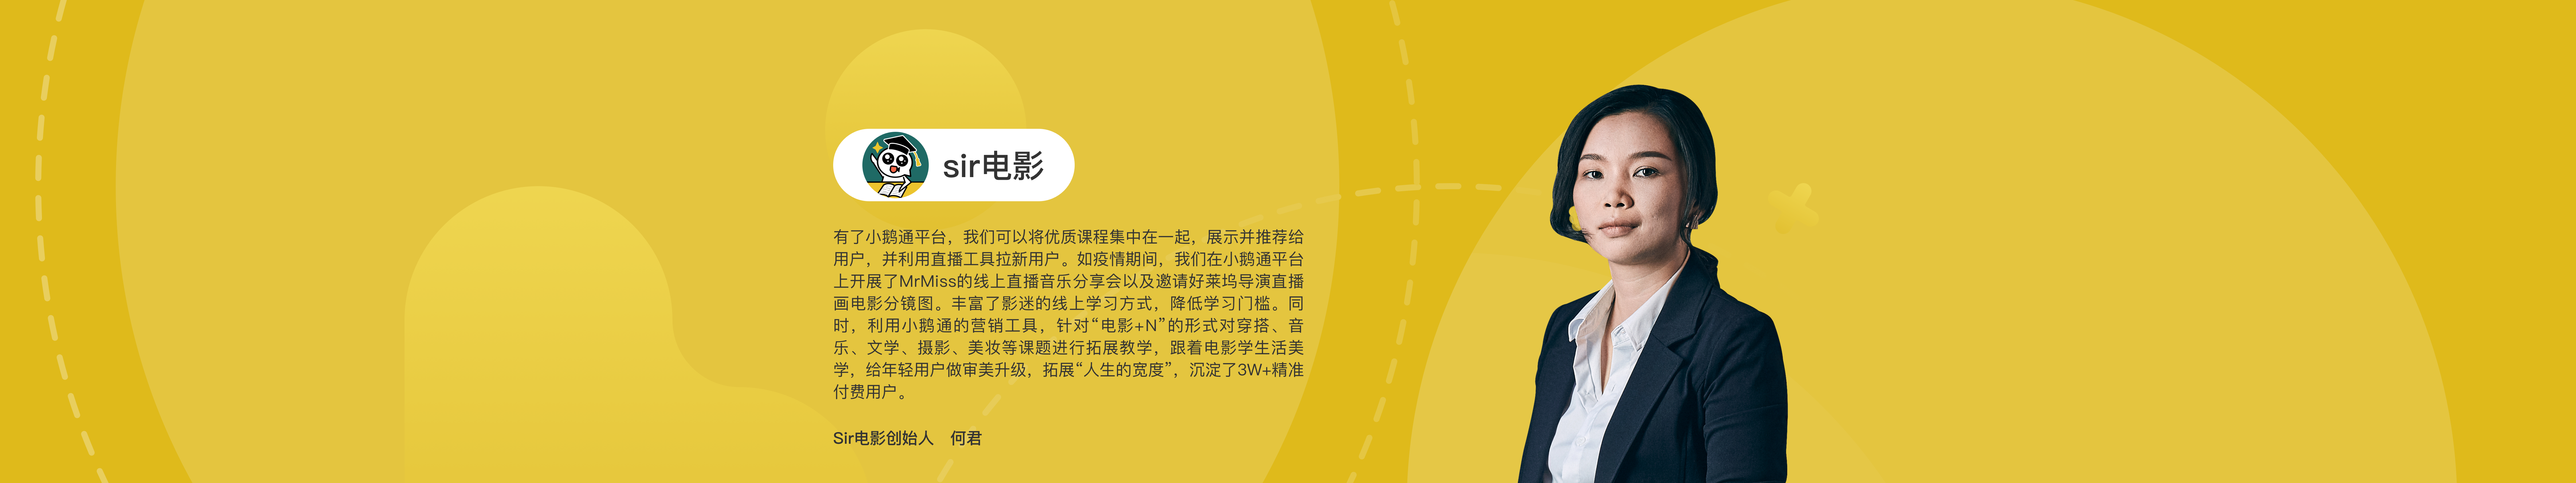 sir电影
有了小鹅通平台，我们可以将优质课程集中在一起，展示并推荐给
用户，并利用直播工具拉新用户。如疫情期间，我们在小鹅通平台
上开展了MrMiss的线上直播音乐分享会以及邀请好莱坞导演直播
画电影分镜图。丰富了影迷的线上学习方式，降低学习门槛。同
时，利用小鹅通的营销工具，针对“电影+N”的形式对穿搭、音
乐、文学、摄影、美妆等课题进行拓展教学，跟着电影学生活美
学，给年轻用户做审美升级，拓展“人生的宽度”，沉淀了3W+精准
付费用户。
Sir电影创始人 何君